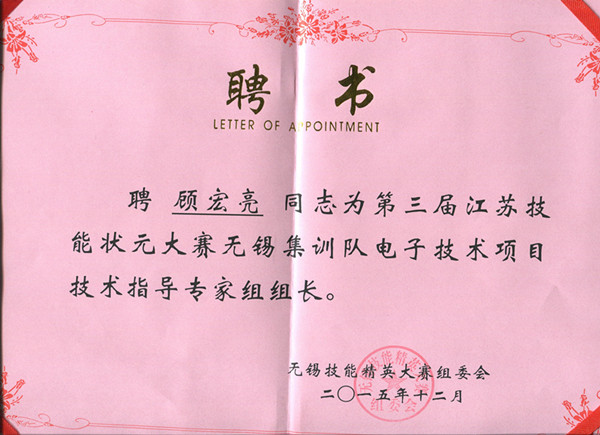 聘 书
LETTER OF APPOINTMENT
聘 顾宏亮 同志为第三届江苏技
能状元大赛无锡集训队电子技术项目
技术指导专家组组长。
无锡技能精英大赛组委会
二〇一五年十二月
组委会